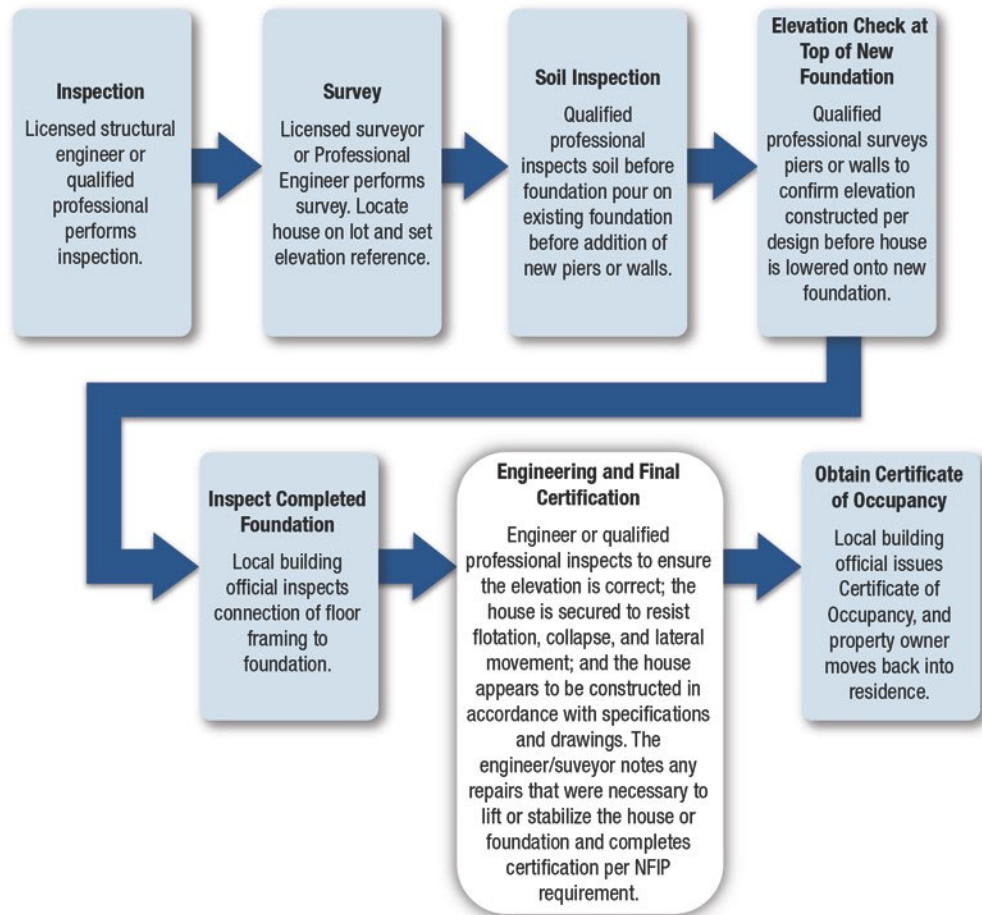 Inspection
Licensed structural
engineer or
qualified
professional
performs
inspection.
Survey
Licensed surveyor
or Professional
Engineer performs
survey. Locate
house on lot and set
elevation reference.
Soil Inspection
Qualified
professional
inspects soil before
foundation pour on
existing foundation
before addition of
new piers or walls.
Elevation Check at
Top of New
Foundation
Qualified
professional surveys
piers or walls to
confirm elevation
constructed per
design before house
is lowered onto new
foundation.
Inspect Completed
Foundation
Local building
official inspects
connection of floor
framing to
foundation.
Engineering and Final
Certification
Engineer or qualified
professional inspects to ensure
the elevation is correct; the
house is secured to resist
flotation, collapse, and lateral
movement; and the house
appears to be constructed in
accordance with specifications
and drawings. The
engineer/suveyor notes any
repairs that were necessary to
lift or stabilize the house or
foundation and completes
certification per NFIP
requirement.
Obtain Certificate
of Occupancy
Local building
official issues
Certificate of
Occupancy, and
property owner
moves back into
residence.